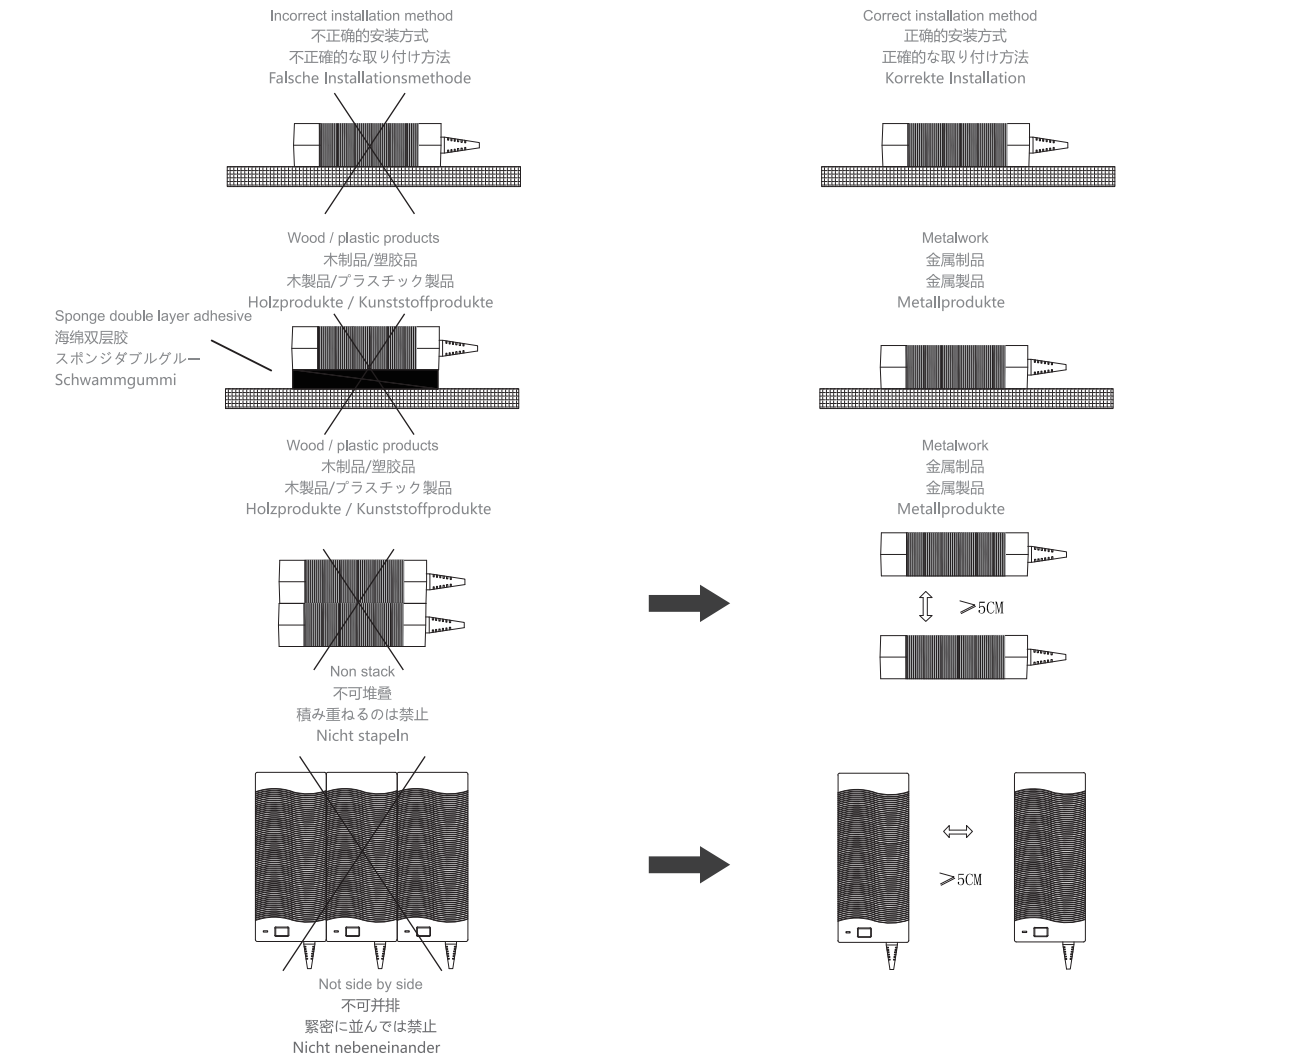 Incorrect installation method
不正确的安装方式
不正確的な取り付け方法
Falsche Installationsmethode
Correct installation method
正确的安装方式
正確的な取り付け方法
Korrekte Installation
Wood / plastic products
木制品/塑胶品
木製品/プラスチック製品
Holzprodukte / Kunststoffprodukte
Metalwork
金属制品
金属製品
Metallprodukte
Sponge double layer adhesive
海绵双层胶
スポンジダブルグルー
Schwammgummi
Wood / plastic products
木制品/塑胶品
木製品/プラスチック製品
Holzprodukte / Kunststoffprodukte
Metalwork
金属制品
金属製品
Metallprodukte
⩾5CM
Non stack
不可堆叠
積み重ねるのは禁止
Nicht stapeln
⩾5CM
Not side by side
不可并排
緊密に並んでは禁止
Nicht nebeneinander